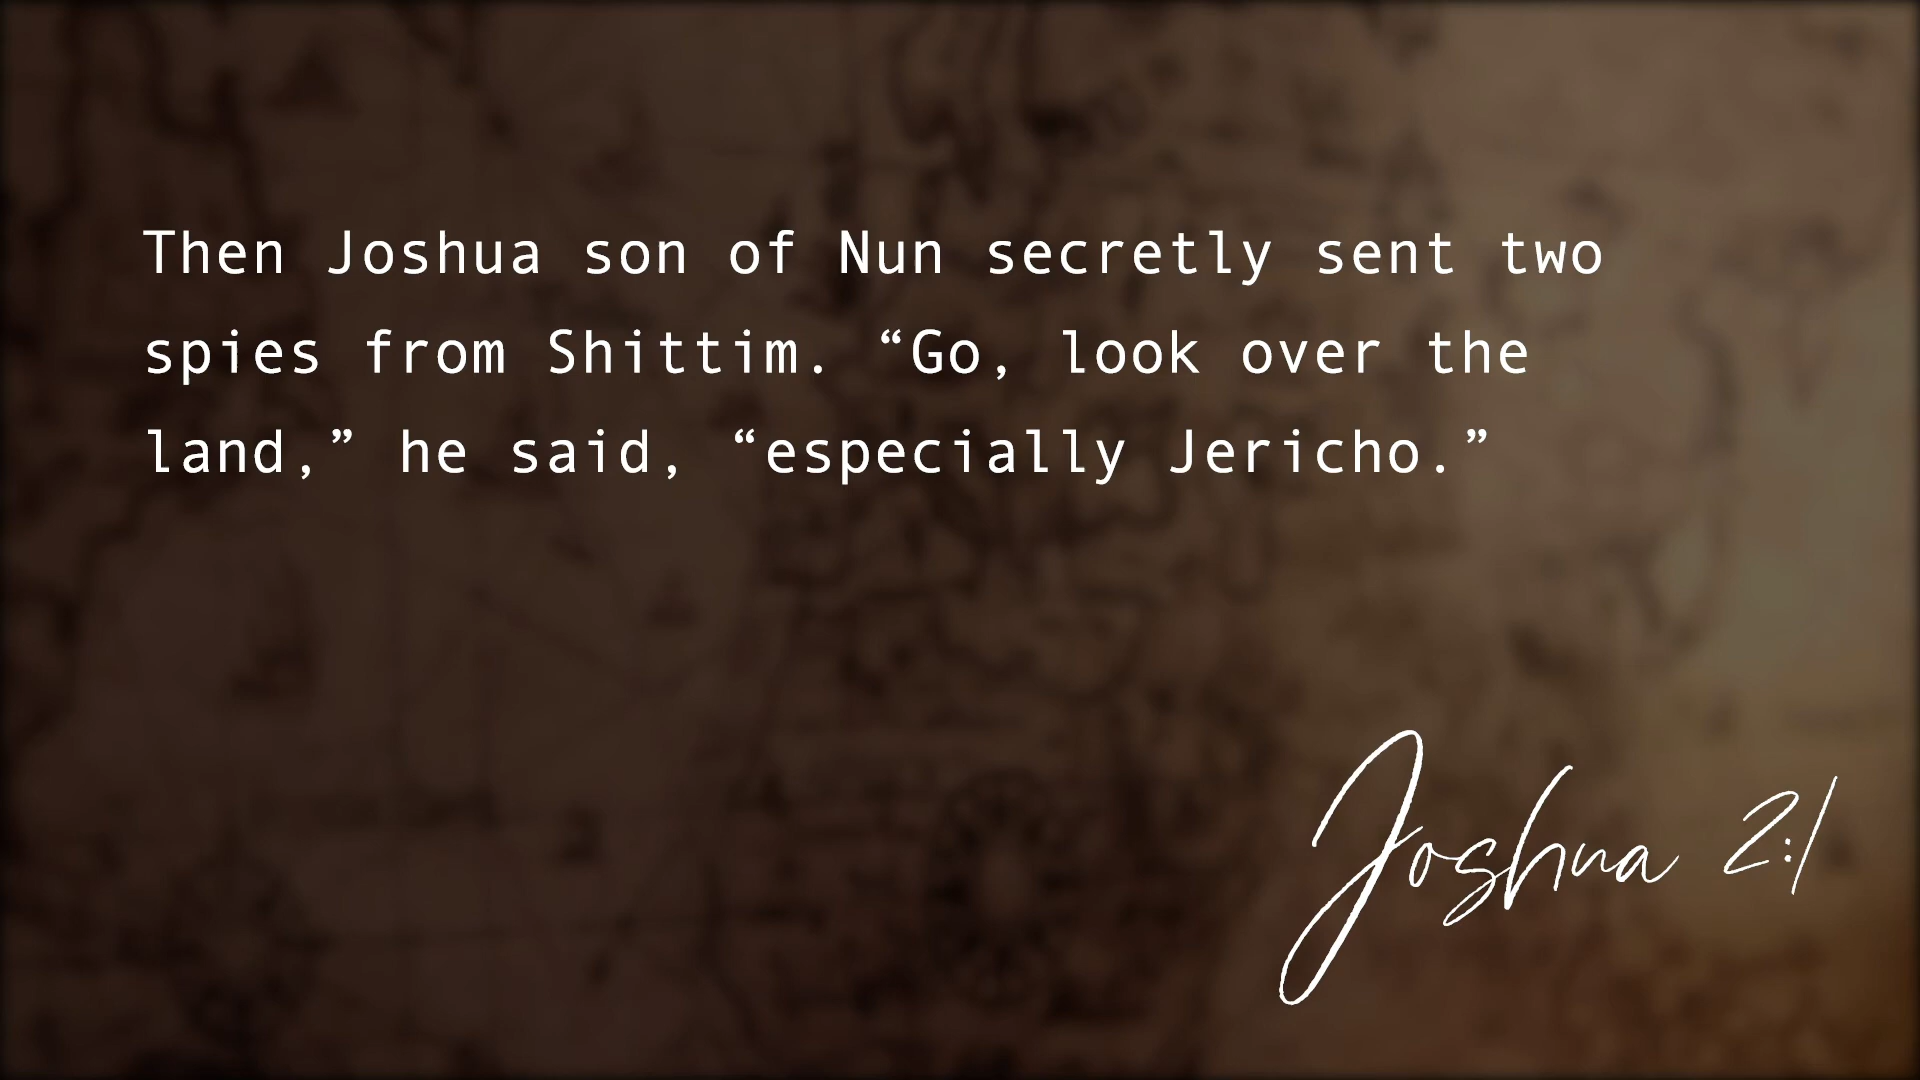 Then Joshua son of Nun secretly sent two
spies from Shittim. “Go, look over the
land,” he said, “especially Jericho.”
Joshua 2:1